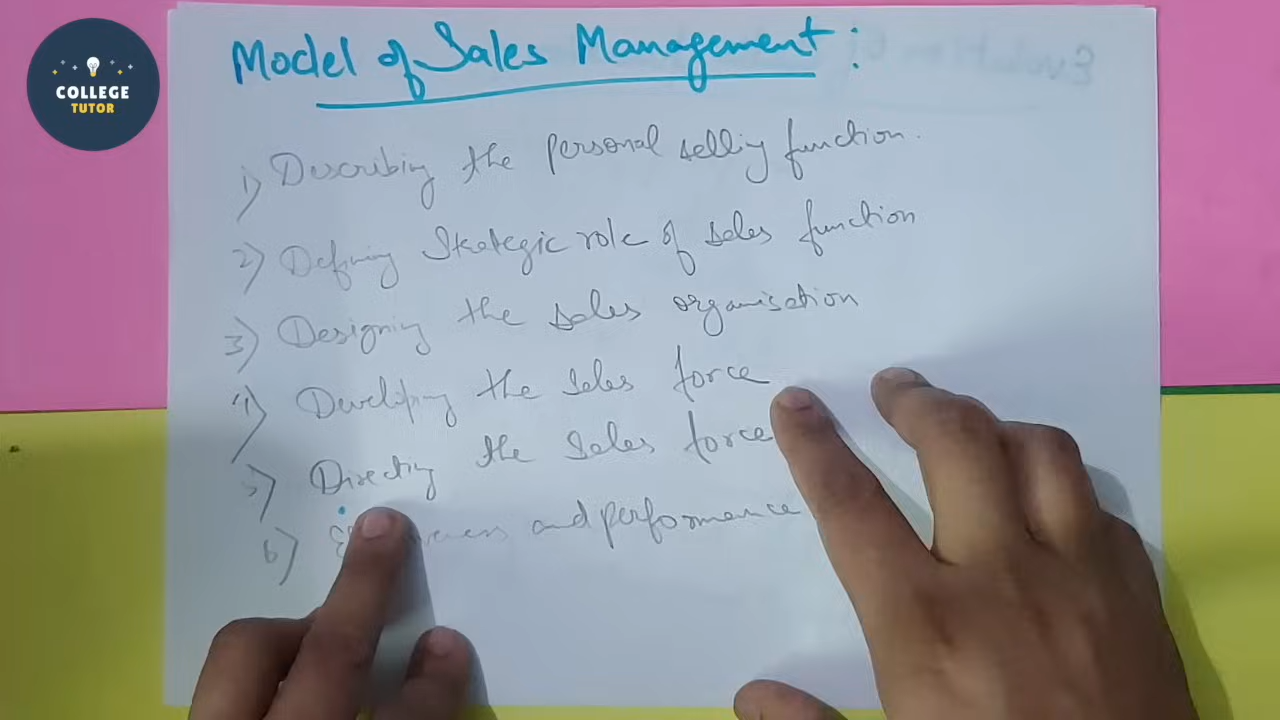 COLLEGE
TUTOR
Model of Sales Management :
1) Describing the personal selling function.
2) Defining Strategic role of sales function
3) Designing the sales organisation
4) Developing the sales force
5) Directing the sales force
6) and performance